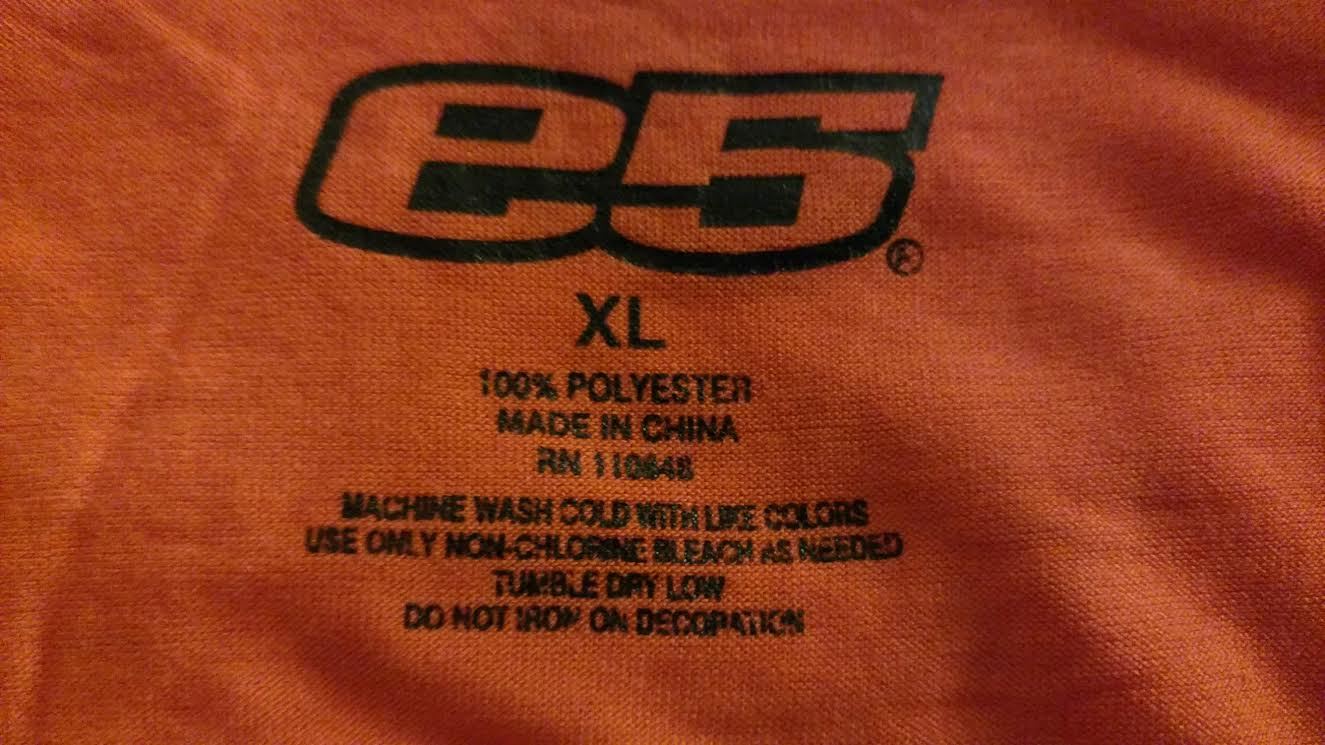 e5®
XL
100% POLYESTER
MADE IN CHINA
RN
MACHINE WASH COLD WITH LIKE COLORS
USE ONLY NON-CHLORINE BLEACH AS NEEDED
TUMBLE DRY LOW
DO NOT IRON ON DECORATION